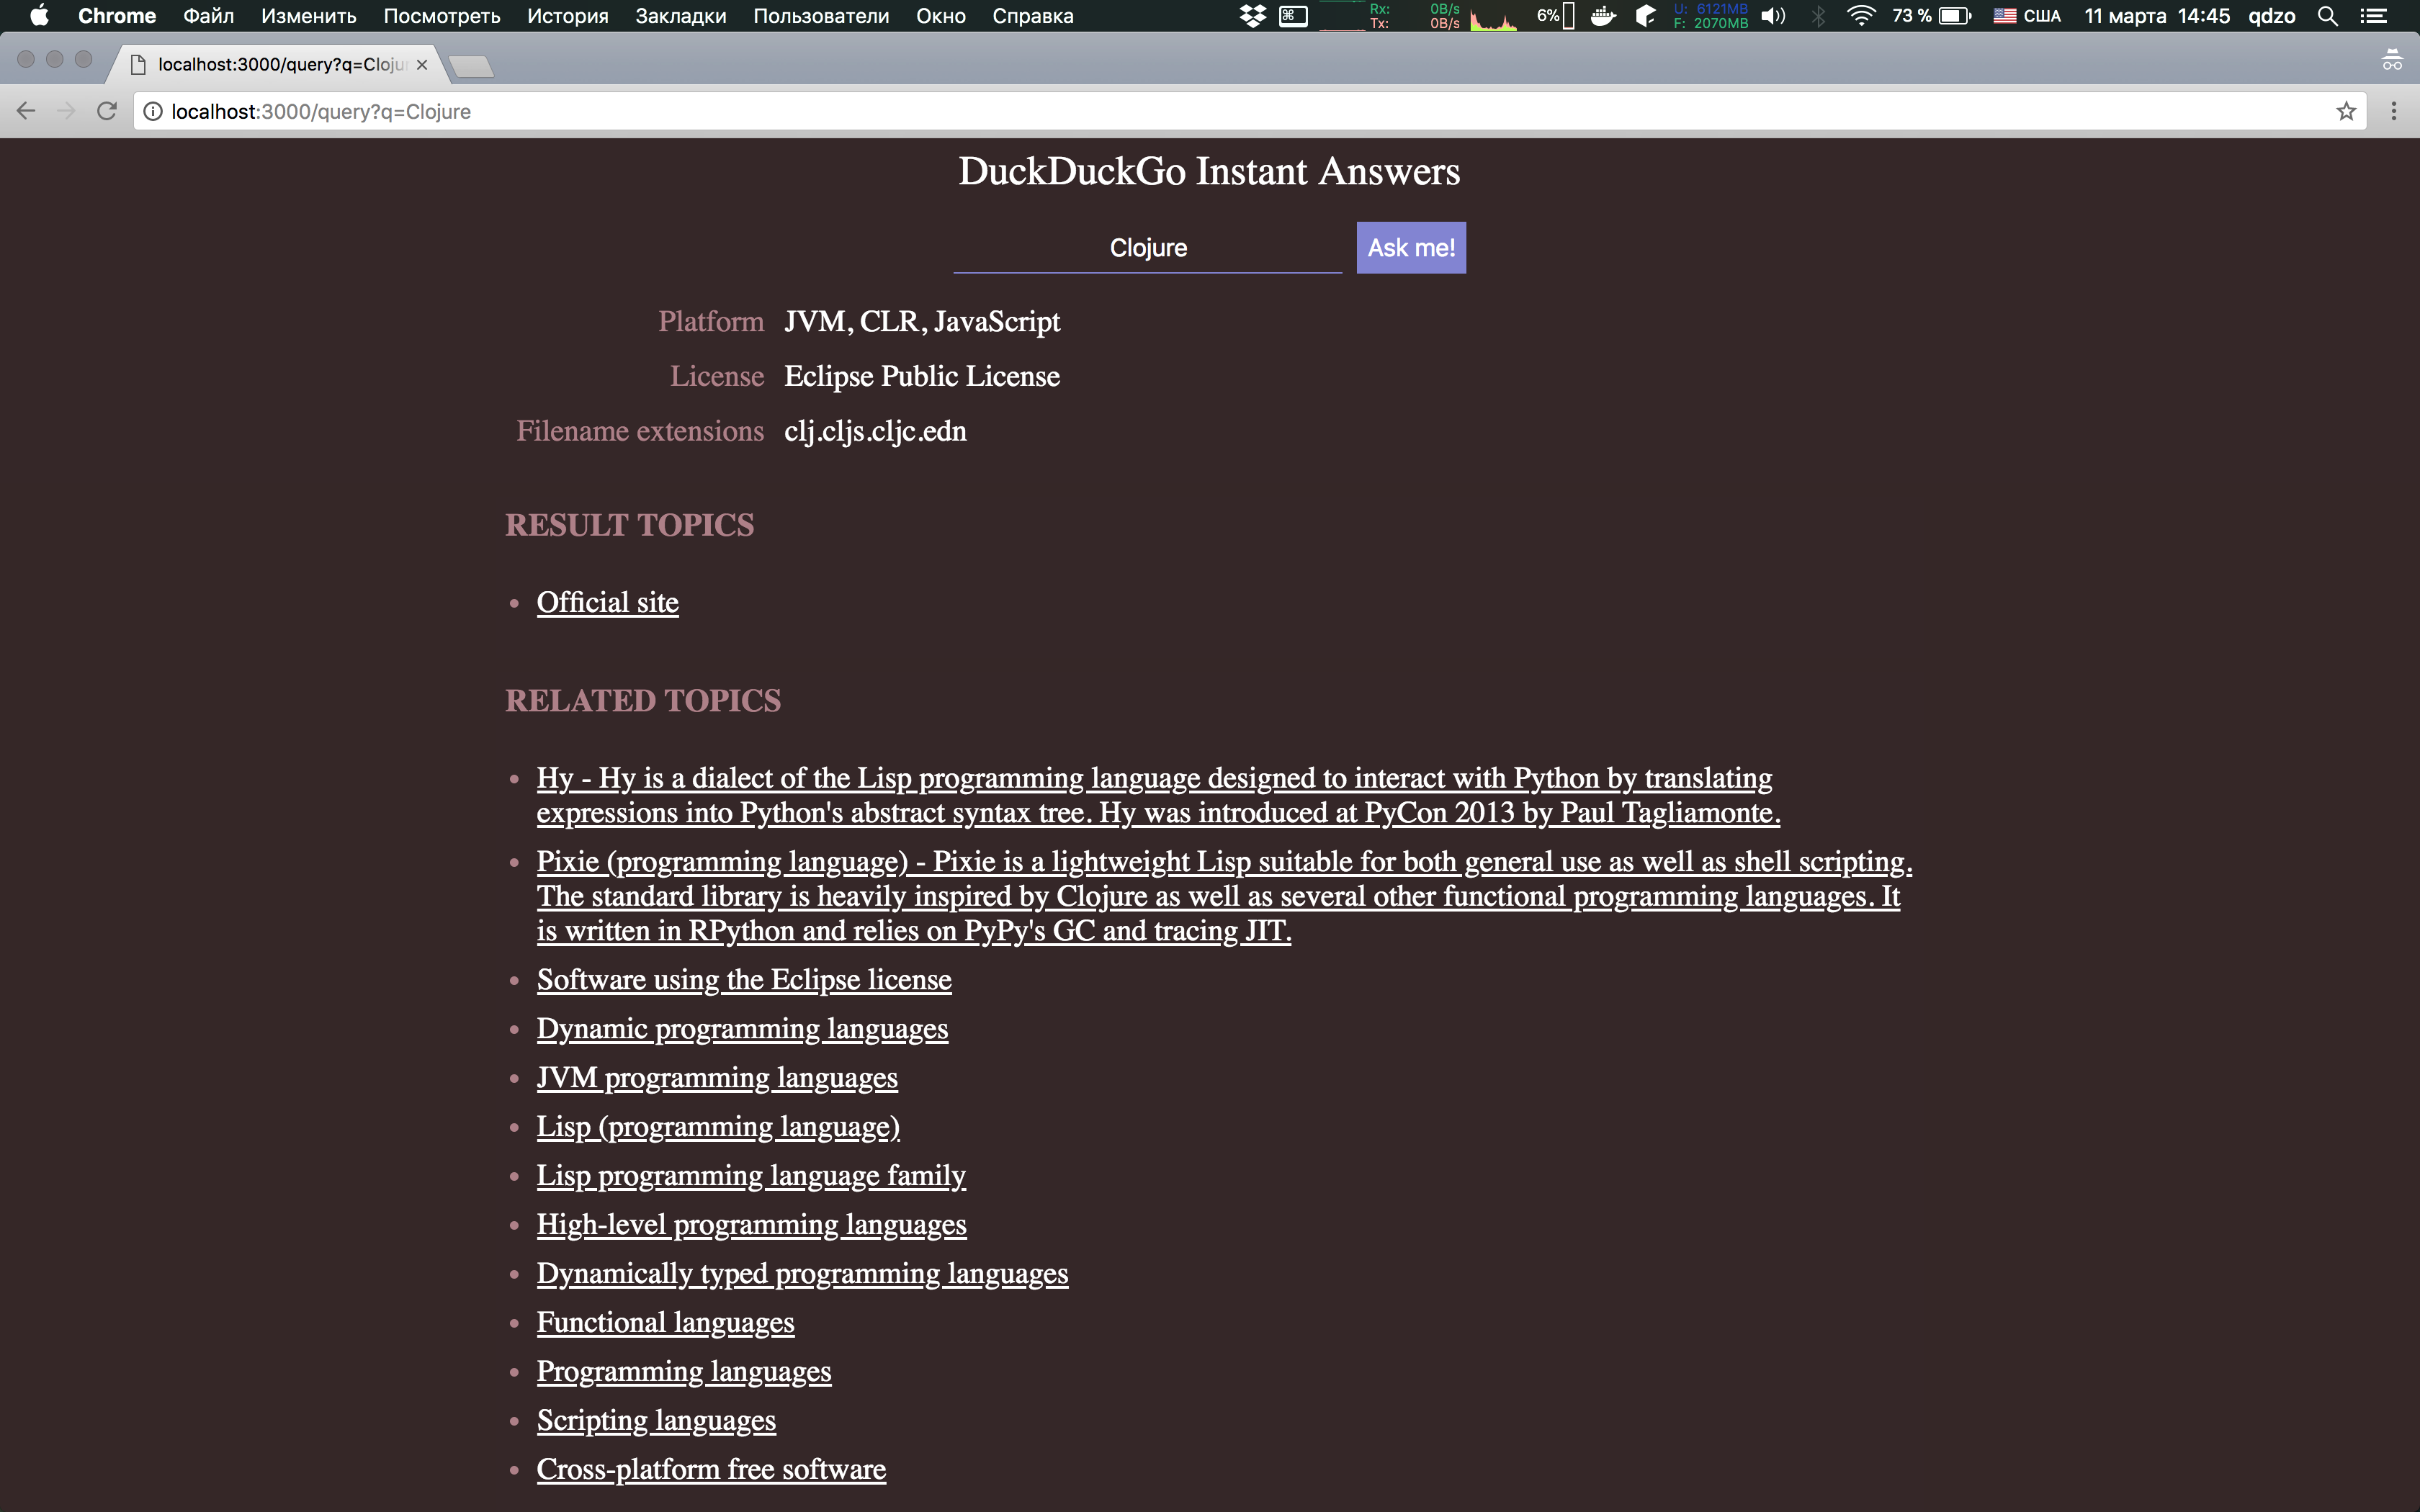 Chrome Файл Изменить Посмотреть История Закладки Пользователи Окно Справка Rx: 0B/s Tx: 0B/s 6% U: 6121MB F: 2070MB 73 % США 11 марта 14:45 qdzo
localhost:3000/query?q=Cloju
localhost:3000/query?q=Clojure
DuckDuckGo Instant Answers
Clojure Ask me!
Platform JVM, CLR, JavaScript
License Eclipse Public License
Filename extensions clj.cljs.cljc.edn
RESULT TOPICS
Official site
RELATED TOPICS
Hy - Hy is a dialect of the Lisp programming language designed to interact with Python by translating
expressions into Python's abstract syntax tree. Hy was introduced at PyCon 2013 by Paul Tagliamonte.
Pixie (programming language) - Pixie is a lightweight Lisp suitable for both general use as well as shell scripting.
The standard library is heavily inspired by Clojure as well as several other functional programming languages. It
is written in RPython and relies on PyPy's GC and tracing JIT.
Software using the Eclipse license
Dynamic programming languages
JVM programming languages
Lisp (programming language)
Lisp programming language family
High-level programming languages
Dynamically typed programming languages
Functional languages
Programming languages
Scripting languages
Cross-platform free software